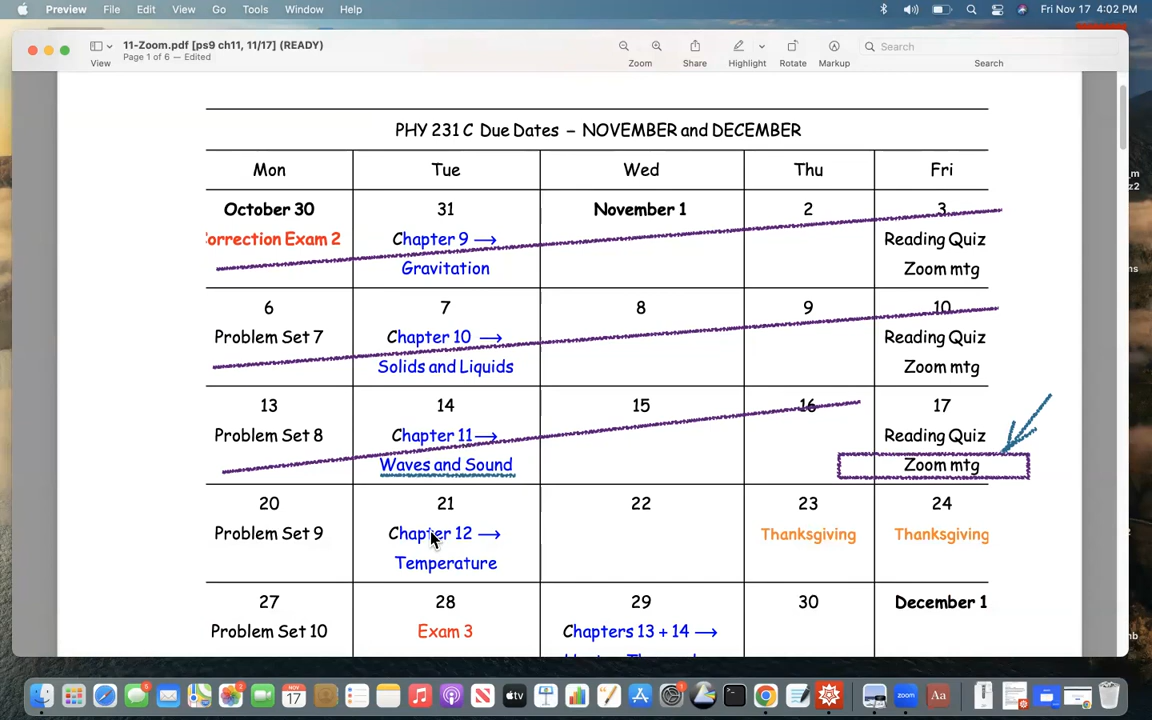 Preview File Edit View Go Tools Window Help Fri Nov 17 4:02 PM
11-Zoom.pdf [ps9 ch11, 11/17] (READY)
Page 1 of 6 – Edited
View Zoom Share Highlight Rotate Markup Search
Search
PHY 231 C Due Dates – NOVEMBER and DECEMBER
Mon Tue Wed Thu Fri
October 30 31 November 1 2 3
orrection Exam 2 Chapter 9 → Reading Quiz
Gravitation Zoom mtg
6 7 8 9 10
Problem Set 7 Chapter 10 → Reading Quiz
Solids and Liquids Zoom mtg
13 14 15 16 17
Problem Set 8 Chapter 11 → Reading Quiz
Waves and Sound Zoom mtg
20 21 22 23 24
Problem Set 9 Chapter 12 → Thanksgiving Thanksgiving
Temperature
27 28 29 30 December 1
Problem Set 10 Exam 3 Chapters 13 + 14 →
NOV
17
tv
zoom
Aa